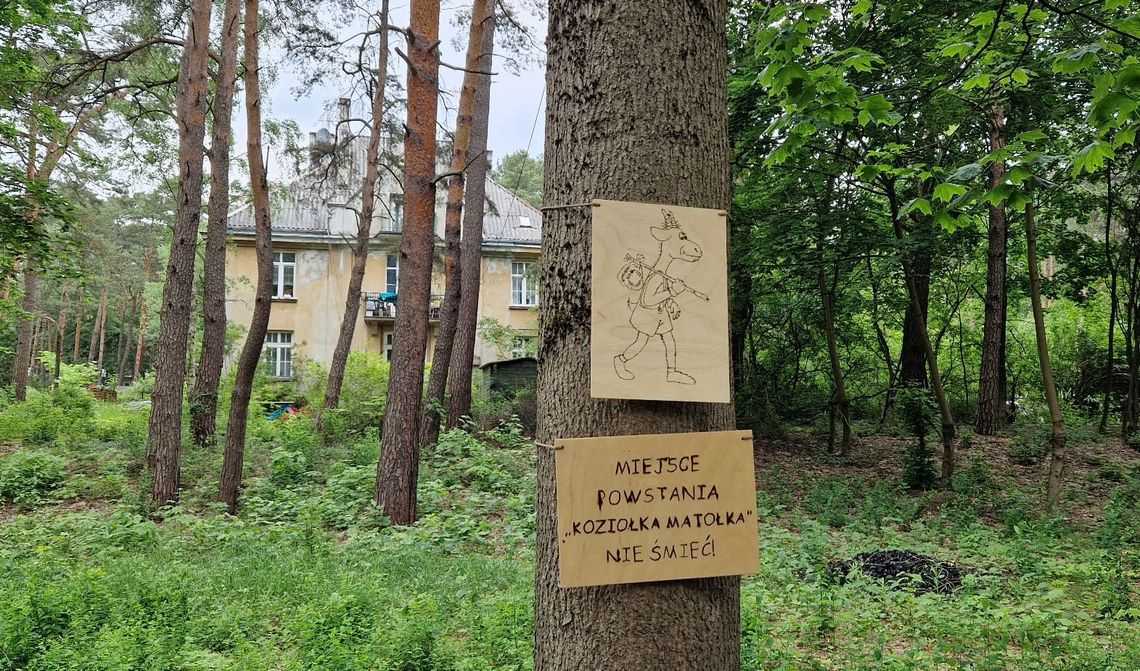 MIEJSCE
POWSTANIA
„KOZIOŁKA MATOŁKA"
NIE ŚMIEĆ!